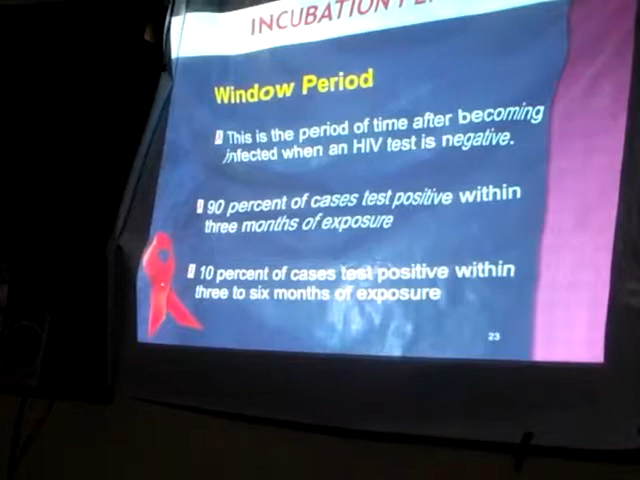 INCUBATION
Window Period
This is the period of time after becoming
infected when an HIV test is negative.
90 percent of cases test positive within
three months of exposure
10 percent of cases test positive within
three to six months of exposure
23